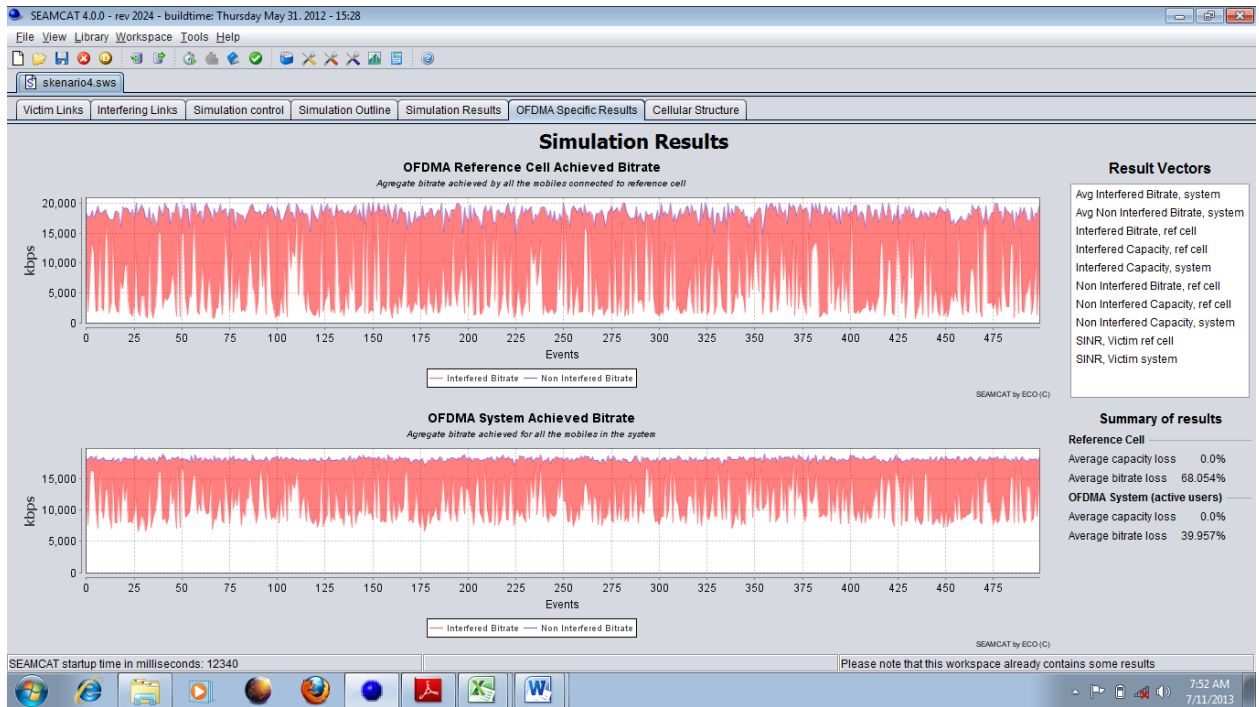 SEAMCAT 4.0.0 - rev 2024 - buildtime: Thursday May 31. 2012 - 15:28
File View Library Workspace Tools Help
skenario4.sws
Victim Links Interfering Links Simulation control Simulation Outline Simulation Results OFDMA Specific Results Cellular Structure
Simulation Results
OFDMA Reference Cell Achieved Bitrate
Agregate bitrate achieved by all the mobiles connected to reference cell
kbps
20,000
15,000
10,000
5,000
0
0 25 50 75 100 125 150 175 200 225 250 275 300 325 350 375 400 425 450 475
Events
Interfered Bitrate Non Interfered Bitrate
SEAMCAT by ECO (C)
OFDMA System Achieved Bitrate
Agregate bitrate achieved for all the mobiles in the system
kbps
15,000
10,000
5,000
0
0 25 50 75 100 125 150 175 200 225 250 275 300 325 350 375 400 425 450 475
Events
Interfered Bitrate Non Interfered Bitrate
SEAMCAT by ECO (C)
Result Vectors
Avg Interfered Bitrate, system
Avg Non Interfered Bitrate, system
Interfered Bitrate, ref cell
Interfered Capacity, ref cell
Interfered Capacity, system
Non Interfered Bitrate, ref cell
Non Interfered Capacity, ref cell
Non Interfered Capacity, system
SINR, Victim ref cell
SINR, Victim system
Summary of results
Reference Cell
Average capacity loss 0.0%
Average bitrate loss 68.054%
OFDMA System (active users)
Average capacity loss 0.0%
Average bitrate loss 39.957%
SEAMCAT startup time in milliseconds: 12340
Please note that this workspace already contains some results
7:52 AM
7/11/2013